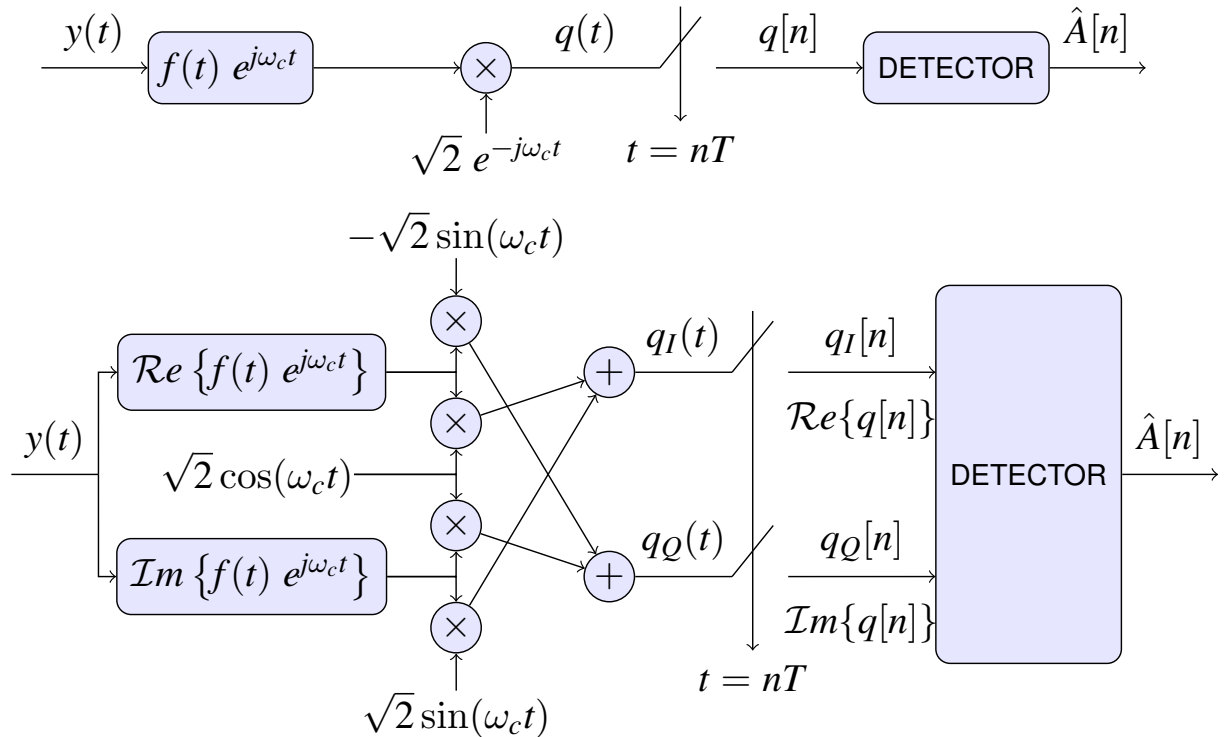 y(t)
f(t) e^{jω_c t}
×
√2 e^{-jω_c t}
q(t)
t = nT
q[n]
DETECTOR
Â[n]
-√2 sin(ω_c t)
×
y(t)
Re {f(t) e^{jω_c t}}
×
√2 cos(ω_c t)
×
Im {f(t) e^{jω_c t}}
×
√2 sin(ω_c t)
+
q_I(t)
+
q_Q(t)
t = nT
q_I[n]
Re{q[n]}
q_Q[n]
Im{q[n]}
DETECTOR
Â[n]